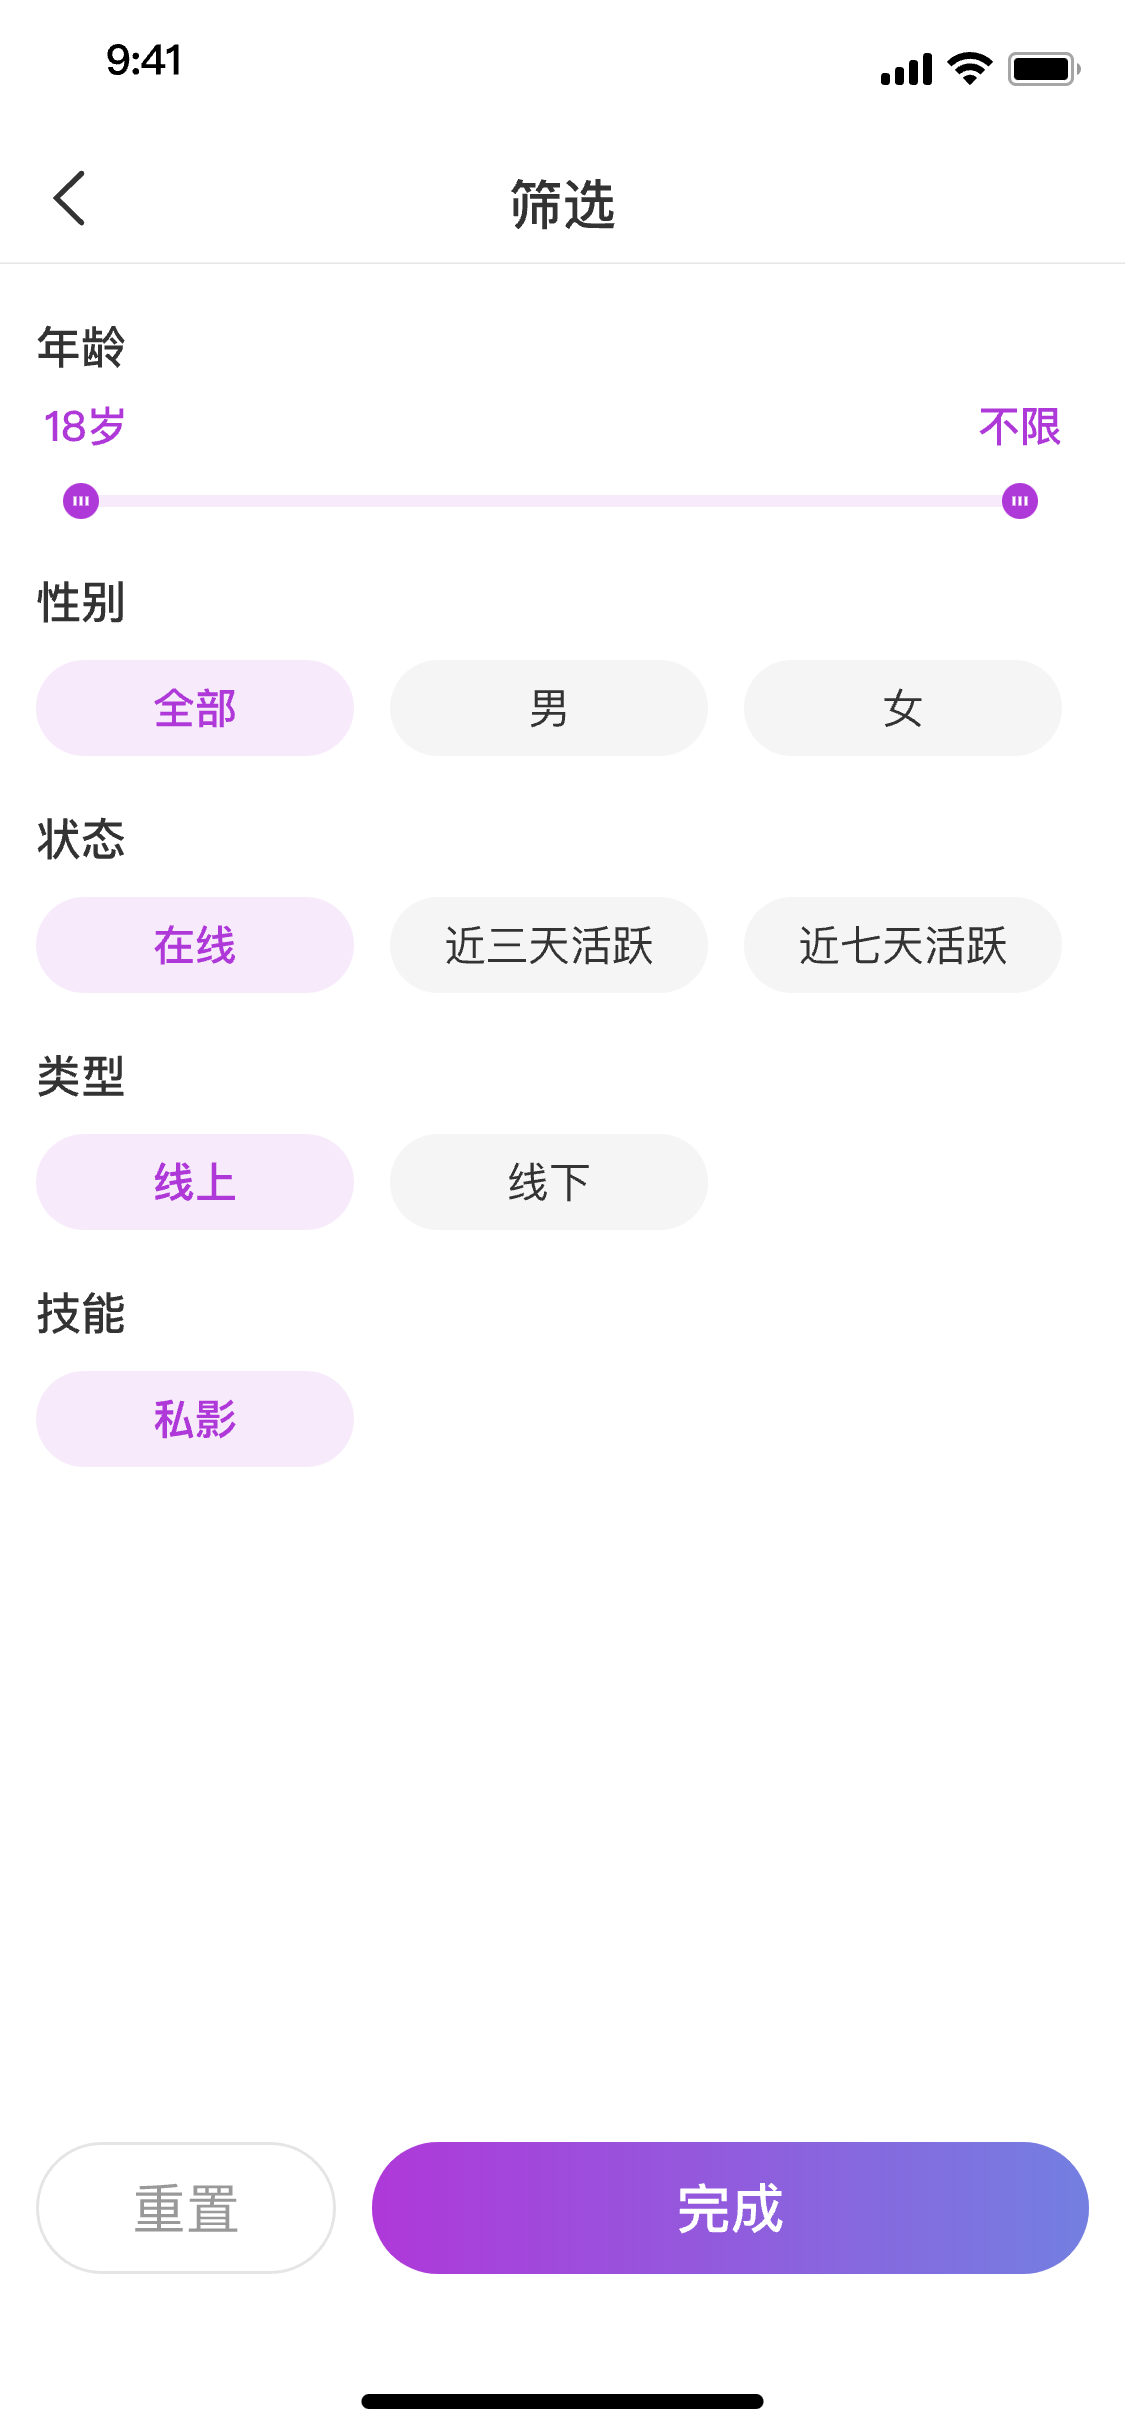 9:41
筛选
年龄
18岁 不限
性别
全部 男 女
状态
在线 近三天活跃 近七天活跃
类型
线上 线下
技能
私影
重置 完成